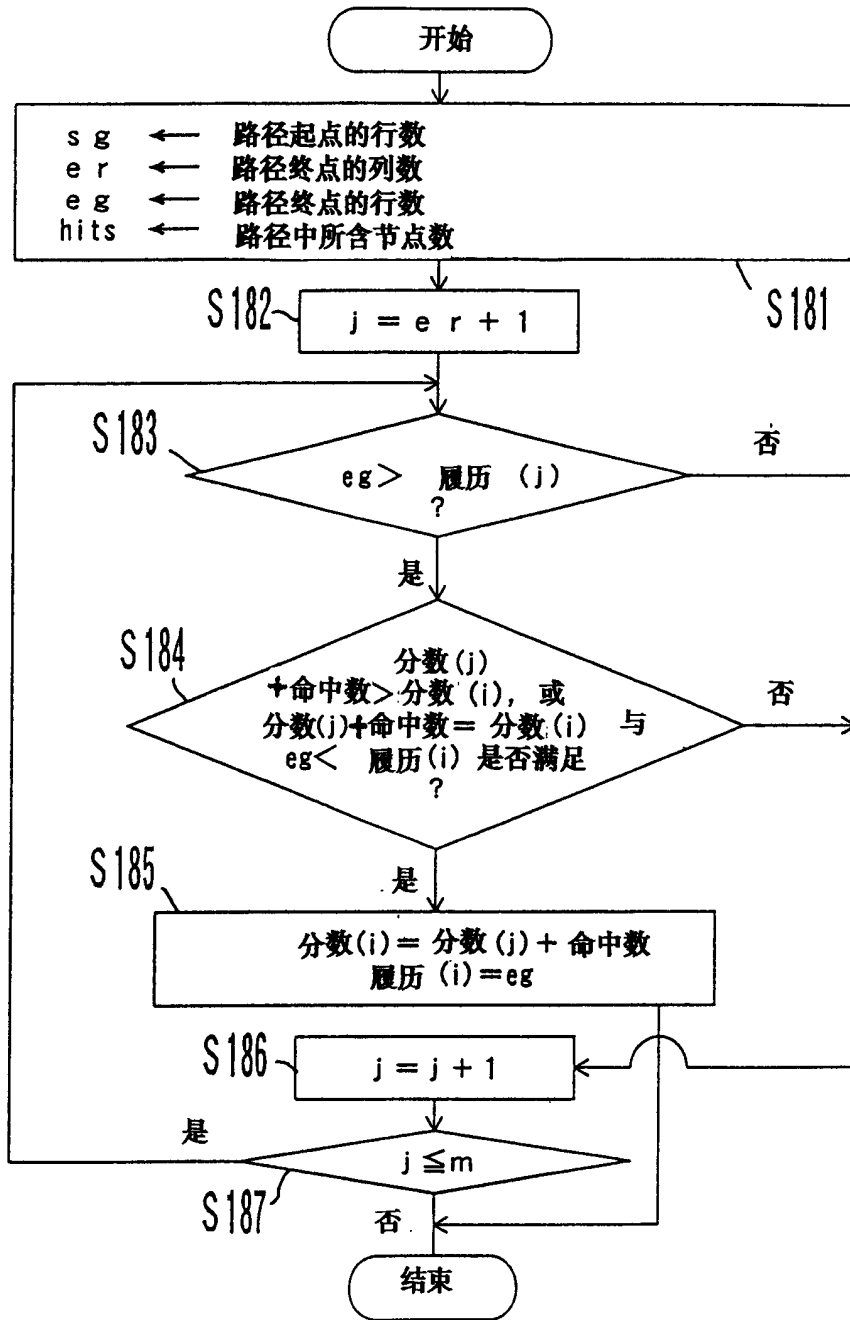 开始
sg ← 路径起点的行数
er ← 路径终点的列数
eg ← 路径终点的行数
hits ← 路径中所含节点数
S181
S182
j=er+1
S183
eg> 履历 (j)
?
否
是
S184
分数(j)
+命中数>分数(i), 或
分数(j)+命中数= 分数(i) 与
eg< 履历(i) 是否满足
?
否
是
S185
分数(i)= 分数(j)+ 命中数
履历 (i)=eg
S186
j=j+1
是
j≦m
S187
否
结束